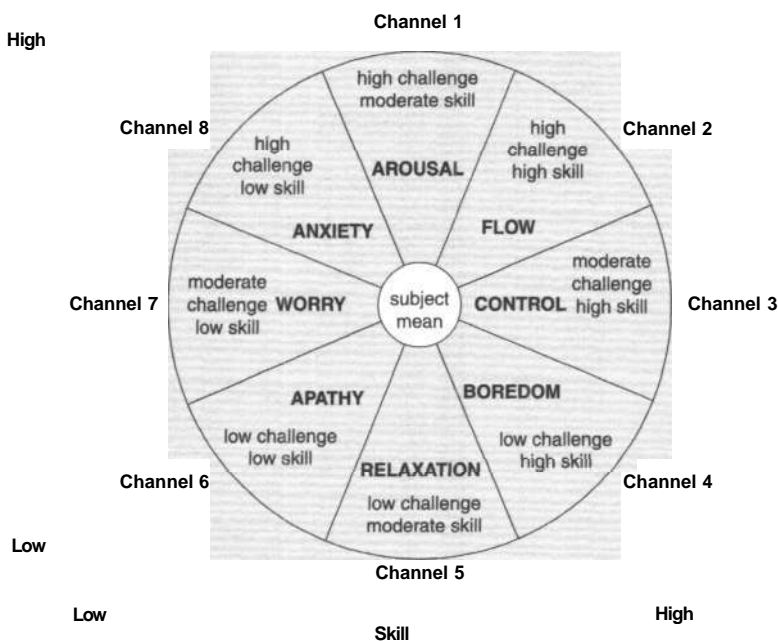 Channel 1
High
high challenge
moderate skill
AROUSAL
Channel 2
high
challenge
high skill
FLOW
Channel 8
high
challenge
low skill
ANXIETY
Channel 7
moderate
challenge
low skill
WORRY
subject
mean
CONTROL
moderate
challenge
high skill
Channel 3
APATHY
low challenge
low skill
Channel 6
BOREDOM
low challenge
high skill
Channel 4
RELAXATION
low challenge
moderate skill
Channel 5
Low
Low
Skill
High